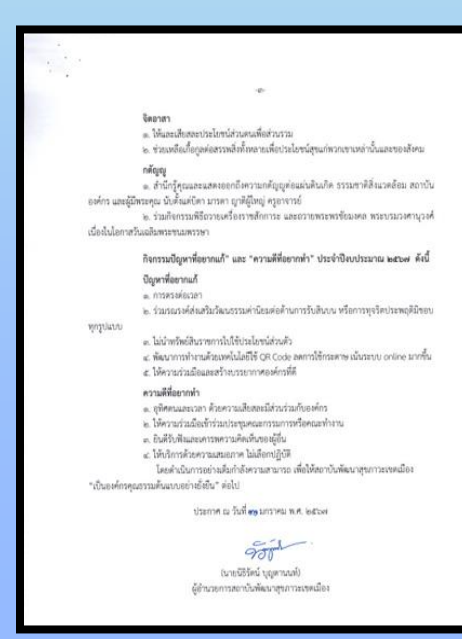 -๓-
จิตอาสา
๑. ให้และเสียสละประโยชน์ส่วนตนเพื่อส่วนรวม
๒. ช่วยเหลือเกื้อกูลต่อสรรพสิ่งทั้งหลายเพื่อประโยชน์สุขแก่พวกเขาเหล่านั้นและของสังคม
กตัญญู
๑. สำนึกรู้คุณและแสดงออกถึงความกตัญญูต่อแผ่นดินเกิด ธรรมชาติสิ่งแวดล้อม สถาบัน
องค์กร และผู้มีพระคุณ นับตั้งแต่บิดา มารดา ญาติผู้ใหญ่ ครูอาจารย์
๒. ร่วมกิจกรรมพิธีถวายเครื่องราชสักการะ และถวายพระพรชัยมงคล พระบรมวงศานุวงศ์
เนื่องในโอกาสวันเฉลิมพระชนมพรรษา
กิจกรรมปัญหาที่อยากแก้" และ "ความดีที่อยากทำ" ประจำปีงบประมาณ ๒๕๖๗ ดังนี้
ปัญหาที่อยากแก้
๑. การตรงต่อเวลา
๒. ร่วมรณรงค์ส่งเสริมวัฒนธรรมค่านิยมต่อต้านการรับสินบน หรือการทุจริตประพฤติมิชอบ
ทุกรูปแบบ
๓. ไม่นำทรัพย์สินราชการไปใช้ประโยชน์ส่วนตัว
๔. พัฒนาการทำงานด้วยเทคโนโลยีใช้ QR Code ลดการใช้กระดาษ เน้นระบบ online มากขึ้น
๕. ให้ความร่วมมือและสร้างบรรยากาศองค์กรที่ดี
ความดีที่อยากทำ
๑. อุทิศตนและเวลา ด้วยความเสียสละมีส่วนร่วมกับองค์กร
๒. ให้ความร่วมมือเข้าร่วมประชุมคณะกรรมการหรือคณะทำงาน
๓. ยินดีรับฟังและเคารพความคิดเห็นของผู้อื่น
๔. ให้บริการด้วยความเสมอภาค ไม่เลือกปฏิบัติ
โดยดำเนินการอย่างเต็มกำลังความสามารถ เพื่อให้สถาบันพัฒนาสุขภาวะเขตเมือง
"เป็นองค์กรคุณธรรมต้นแบบอย่างยั่งยืน" ต่อไป
ประกาศ ณ วันที่ มกราคม พ.ศ. ๒๕๖๗
(นายนิธิรัตน์ บุญตานนท์)
ผู้อำนวยการสถาบันพัฒนาสุขภาวะเขตเมือง